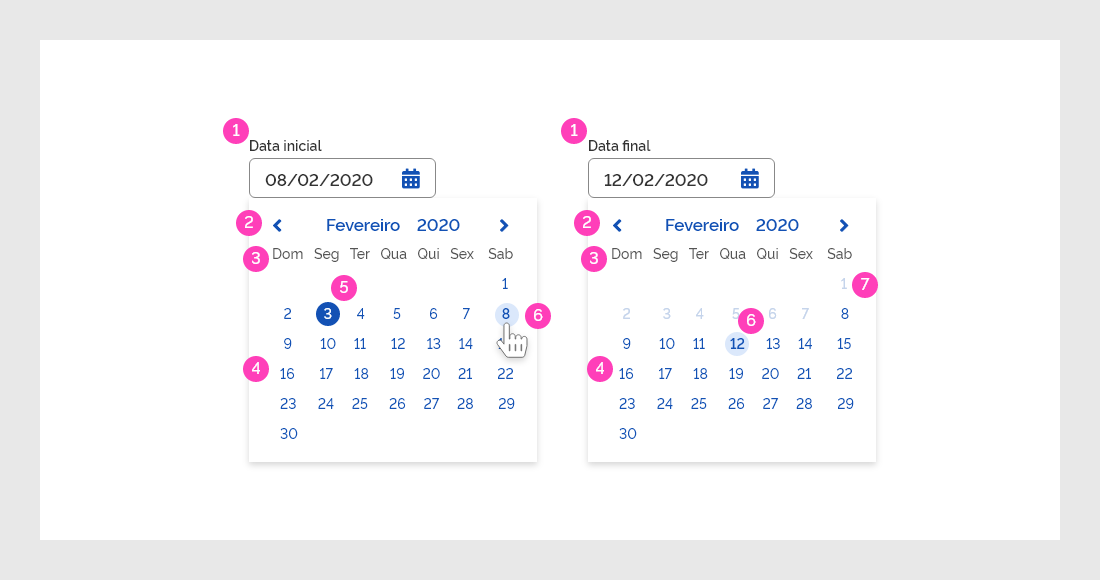 1
Data inicial
08/02/2020
2
Fevereiro 2020
3
Dom Seg Ter Qua Qui Sex Sab
5
1
2 3 4 5 6 7 8
6
9 10 11 12 13 14
4
16 17 18 19 20 21 22
23 24 25 26 27 28 29
30
1
Data final
12/02/2020
2
Fevereiro 2020
3
Dom Seg Ter Qua Qui Sex Sab
1
7
2 3 4 5 6 7 8
6
9 10 11 12 13 14 15
4
16 17 18 19 20 21 22
23 24 25 26 27 28 29
30